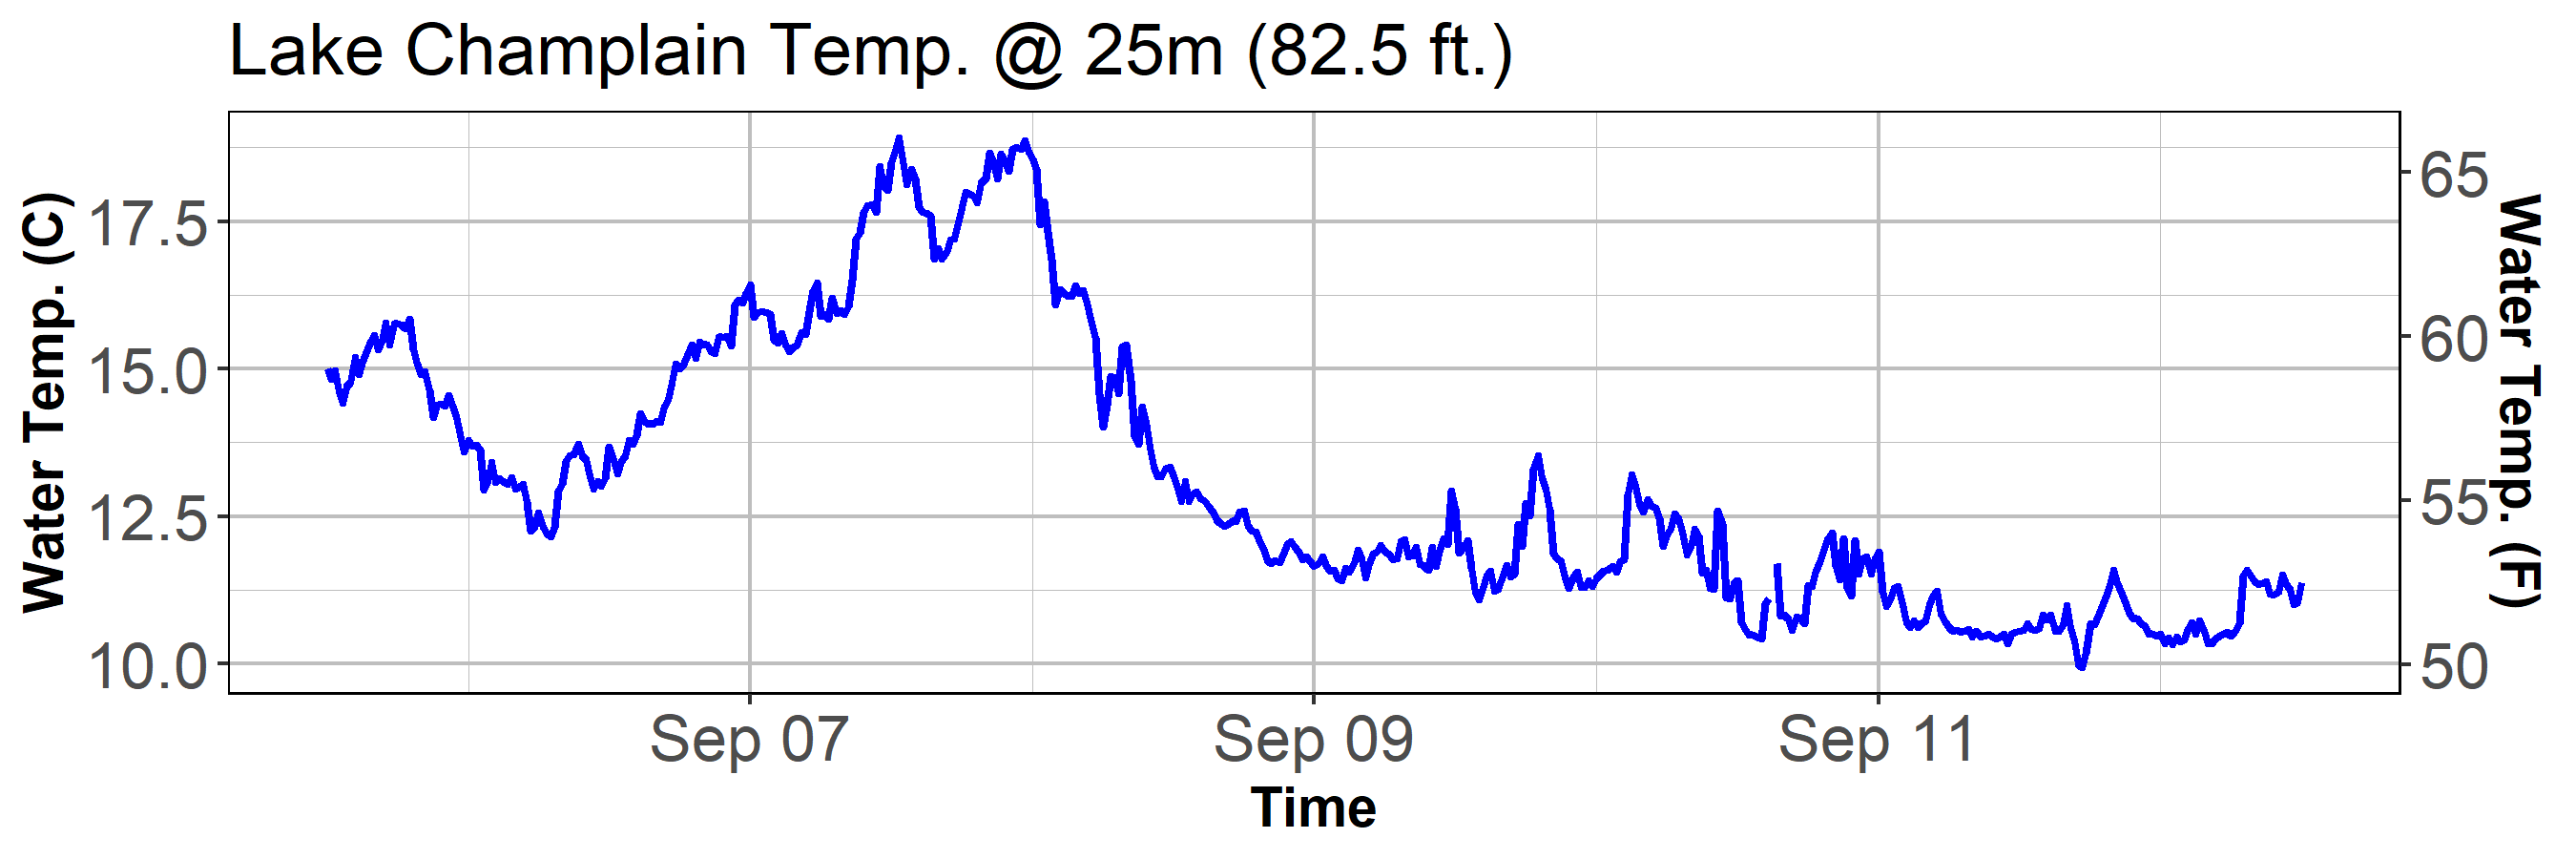 Lake Champlain Temp. @ 25m (82.5 ft.)
Water Temp. (C)
17.5
15.0
12.5
10.0
65
60
55
50
Water Temp. (F)
Sep 07
Sep 09
Sep 11
Time